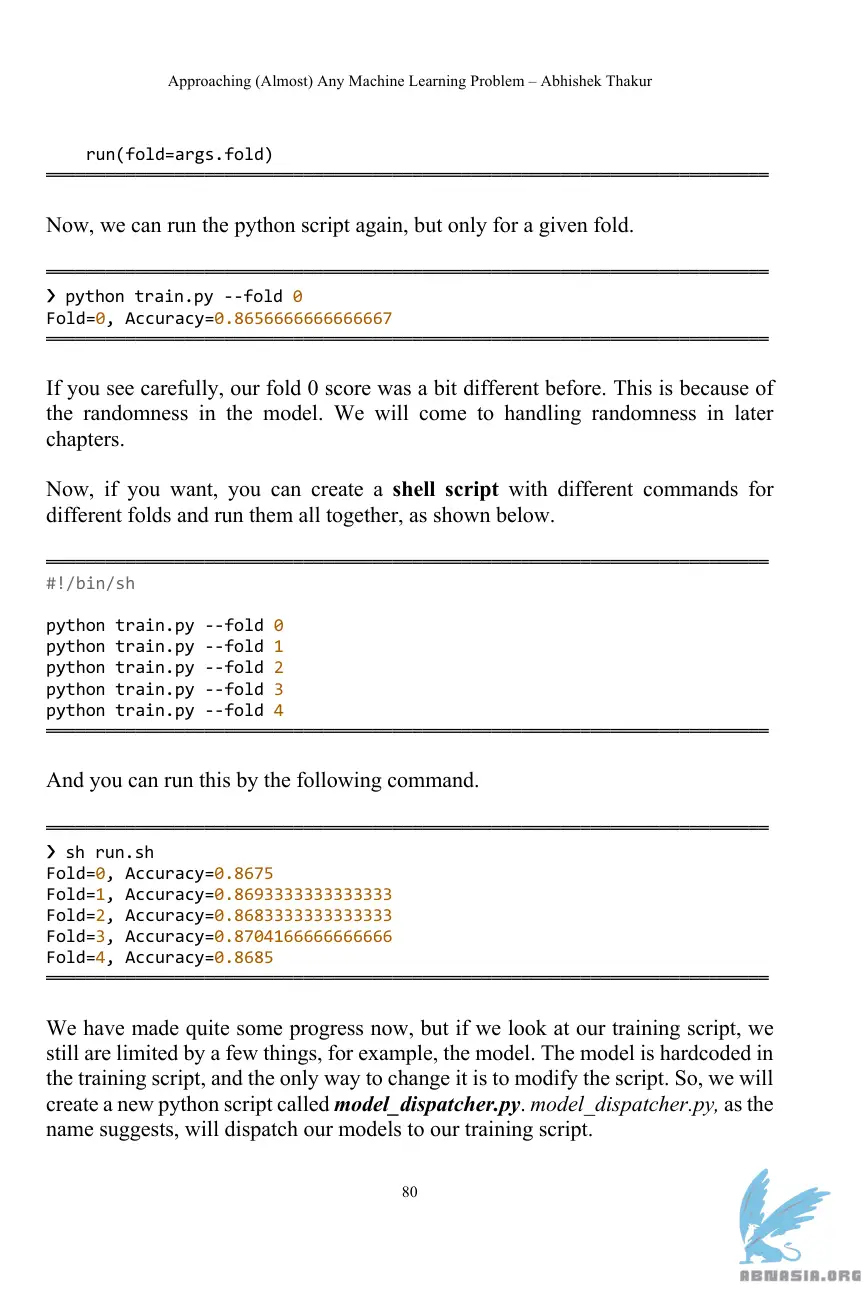 Approaching (Almost) Any Machine Learning Problem – Abhishek Thakur
run(fold=args.fold)
Now, we can run the python script again, but only for a given fold.
❯ python train.py --fold 0
Fold=0, Accuracy=0.8656666666666667
If you see carefully, our fold 0 score was a bit different before. This is because of
the randomness in the model. We will come to handling randomness in later
chapters.
Now, if you want, you can create a shell script with different commands for
different folds and run them all together, as shown below.
#!/bin/sh
python train.py --fold 0
python train.py --fold 1
python train.py --fold 2
python train.py --fold 3
python train.py --fold 4
And you can run this by the following command.
❯ sh run.sh
Fold=0, Accuracy=0.8675
Fold=1, Accuracy=0.8693333333333333
Fold=2, Accuracy=0.8683333333333333
Fold=3, Accuracy=0.8704166666666666
Fold=4, Accuracy=0.8685
We have made quite some progress now, but if we look at our training script, we
still are limited by a few things, for example, the model. The model is hardcoded in
the training script, and the only way to change it is to modify the script. So, we will
create a new python script called model_dispatcher.py. model_dispatcher.py, as the
name suggests, will dispatch our models to our training script.
80
ABNASIA.ORG